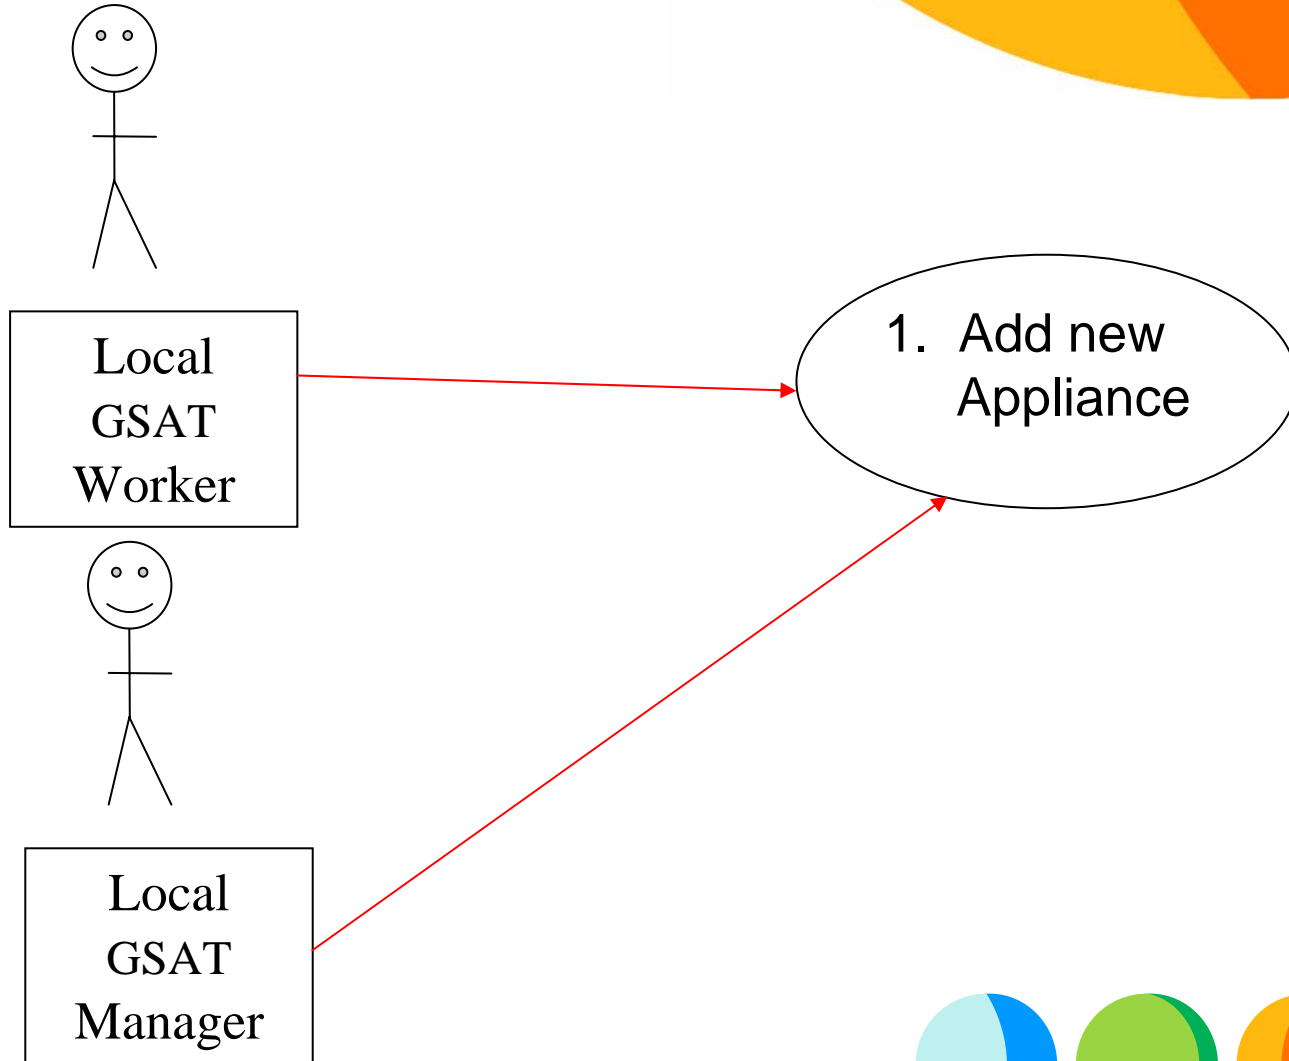 Local
GSAT
Worker
1. Add new
Appliance
Local
GSAT
Manager